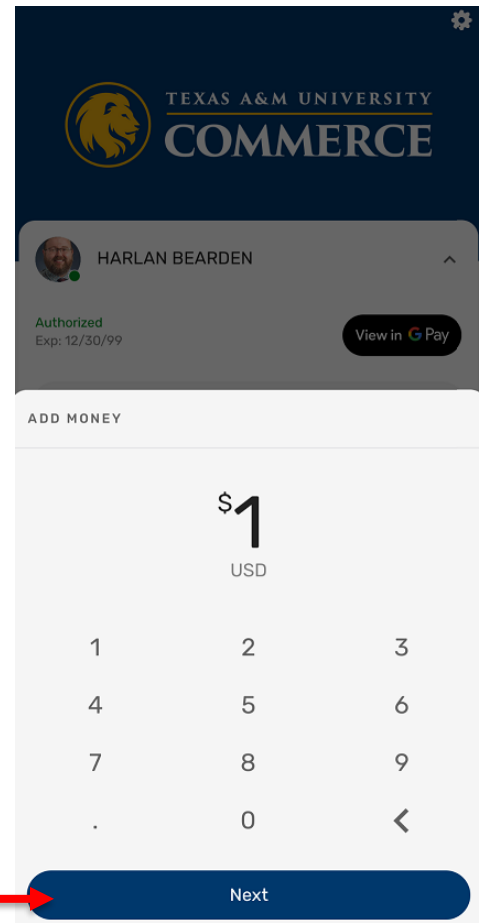 TEXAS A&M UNIVERSITY
COMMERCE
HARLAN BEARDEN
Authorized
Exp: 12/30/99
View in G Pay
ADD MONEY
$1
USD
1 2 3
4 5 6
7 8 9
. 0
Next